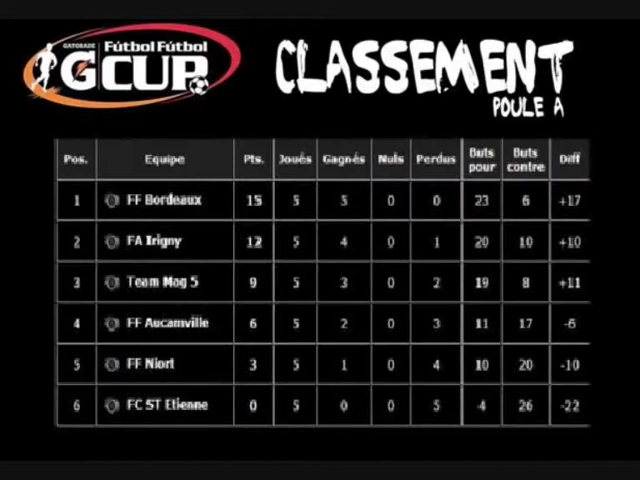 GATORADE
Fútbol Fútbol
GCUP
CLASSEMENT
POULE A
Pos. Equipe Pts. Joués Gagnés Nuls Perdus Buts pour Buts contre Diff
1 FF Bordeaux 15 5 5 0 0 23 6 +17
2 FA Irigny 12 5 4 0 1 20 10 +10
3 Team Mag 5 9 5 3 0 2 19 8 +11
4 FF Aucamville 6 5 2 0 3 11 17 -6
5 FF Niort 3 5 1 0 4 10 20 -10
6 FC ST Etienne 0 5 0 0 5 4 26 -22